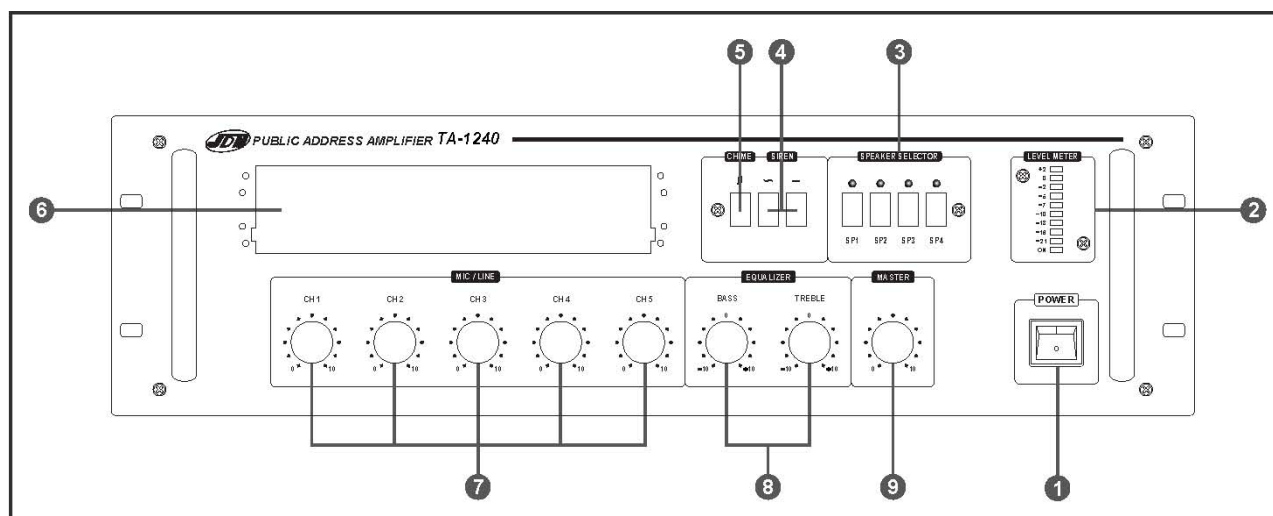 5 4 3
JDM PUBLIC ADDRESS AMPLIFIER TA-1240
CHIME SIREN SPEAKER SELECTOR LEVEL METER
+2
0
-3
-5
-7
-10
-13
-18
-21
ON
SP1 SP2 SP3 SP4
6
2
MIC / LINE EQUALIZER MASTER POWER
CH 1 CH 2 CH 3 CH 4 CH 5 BASS TREBLE
0 0
0 10 0 10 0 10 0 10 0 10 -10 +10 -10 +10 0 10
7 8 9 1